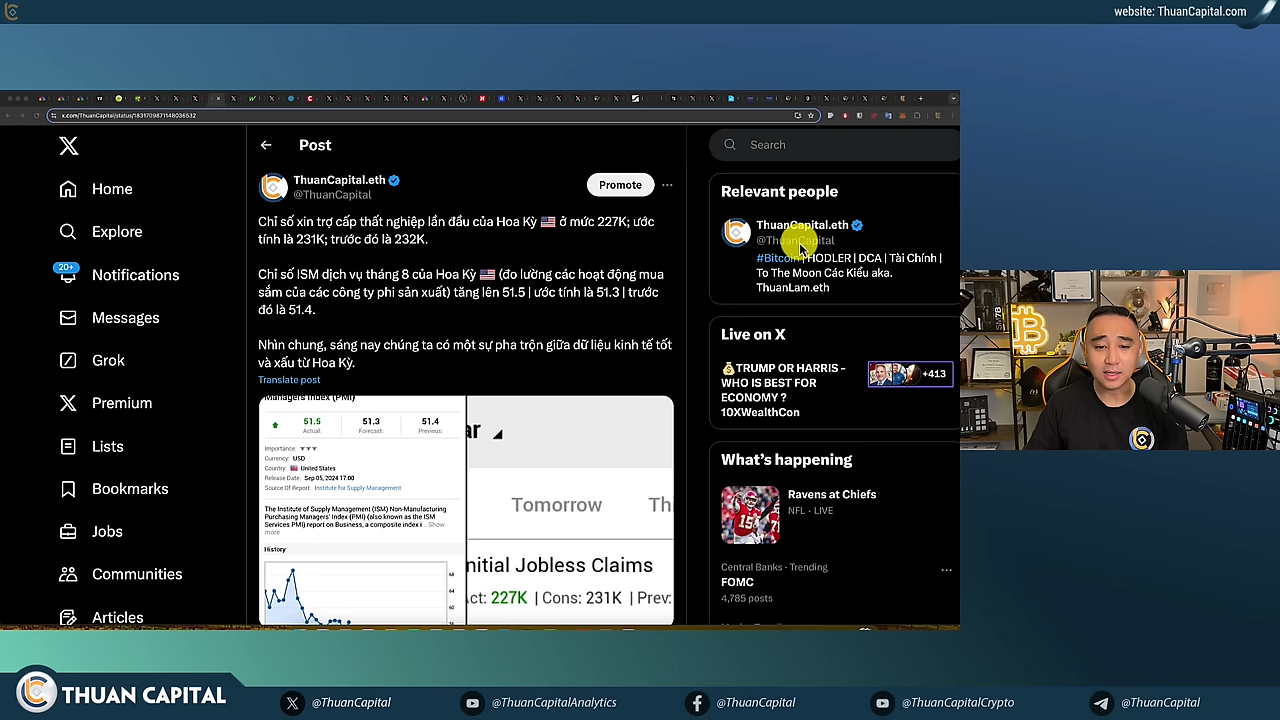 website: ThuanCapital.com
x.com/ThuanCapital/status/1831709871148036532
Home
Explore
20+
Notifications
Messages
Grok
Premium
Lists
Bookmarks
Jobs
Communities
Articles
Post
ThuanCapital.eth
@ThuanCapital
Promote
Chỉ số xin trợ cấp thất nghiệp lần đầu của Hoa Kỳ 🇺🇸 ở mức 227K; ước
tính là 231K; trước đó là 232K.
Chỉ số ISM dịch vụ tháng 8 của Hoa Kỳ 🇺🇸 (đo lường các hoạt động mua
sắm của các công ty phi sản xuất) tăng lên 51.5 | ước tính là 51.3 | trước
đó là 51.4.
Nhìn chung, sáng nay chúng ta có một sự pha trộn giữa dữ liệu kinh tế tốt
và xấu từ Hoa Kỳ.
Translate post
Managers Index (PMI)
51.5 51.3 51.4
Actual: Forecast: Previous:
Importance:
Currency: USD
Country: United States
Release Date: Sep 05, 2024 17:00
Source Of Report: Institute for Supply Management
The Institute of Supply Management (ISM) Non-Manufacturing
Purchasing Managers' Index (PMI) (also known as the ISM
Services PMI) report on Business, a composite index i... Show
more
History
68
64
60
ar
Tomorrow Thi
nitial Jobless Claims
Act: 227K | Cons: 231K | Prev:
Search
Relevant people
ThuanCapital.eth
@ThuanCapital
#Bitcoin | HODLER | DCA | Tài Chính |
To The Moon Các Kiểu aka.
ThuanLam.eth
Live on X
💰TRUMP OR HARRIS -
WHO IS BEST FOR
ECONOMY ?
10XWealthCon
+413
What's happening
Ravens at Chiefs
NFL · LIVE
Central Banks · Trending
FOMC
4,785 posts
THUAN CAPITAL
@ThuanCapital
@ThuanCapitalAnalytics
@ThuanCapital
@ThuanCapitalCrypto
@ThuanCapital